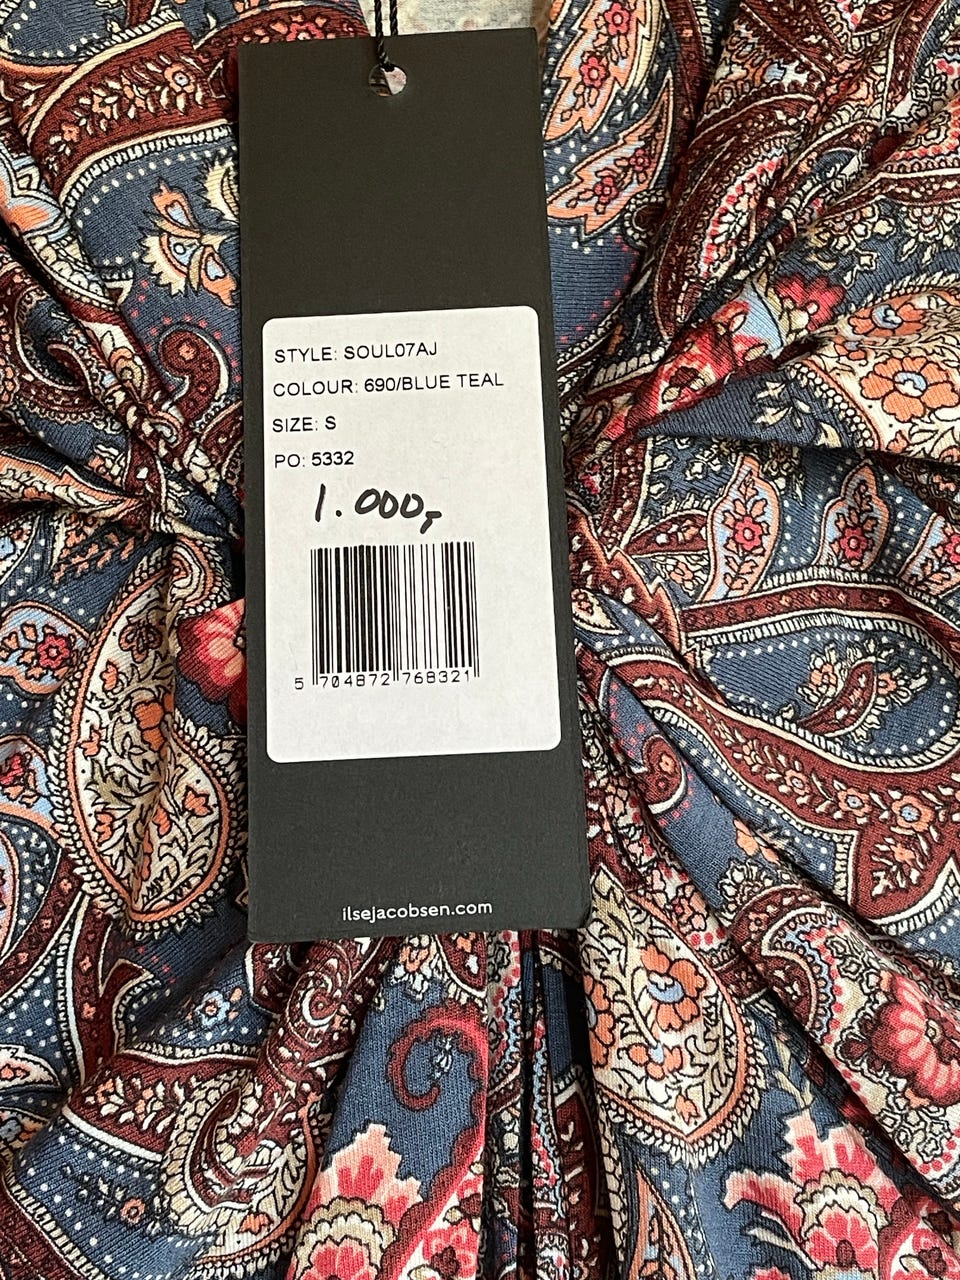 STYLE: SOUL07AJ
COLOUR: 690/BLUE TEAL
SIZE: S
PO: 5332
1.000,-
5 704872 768321
ilsejacobsen.com